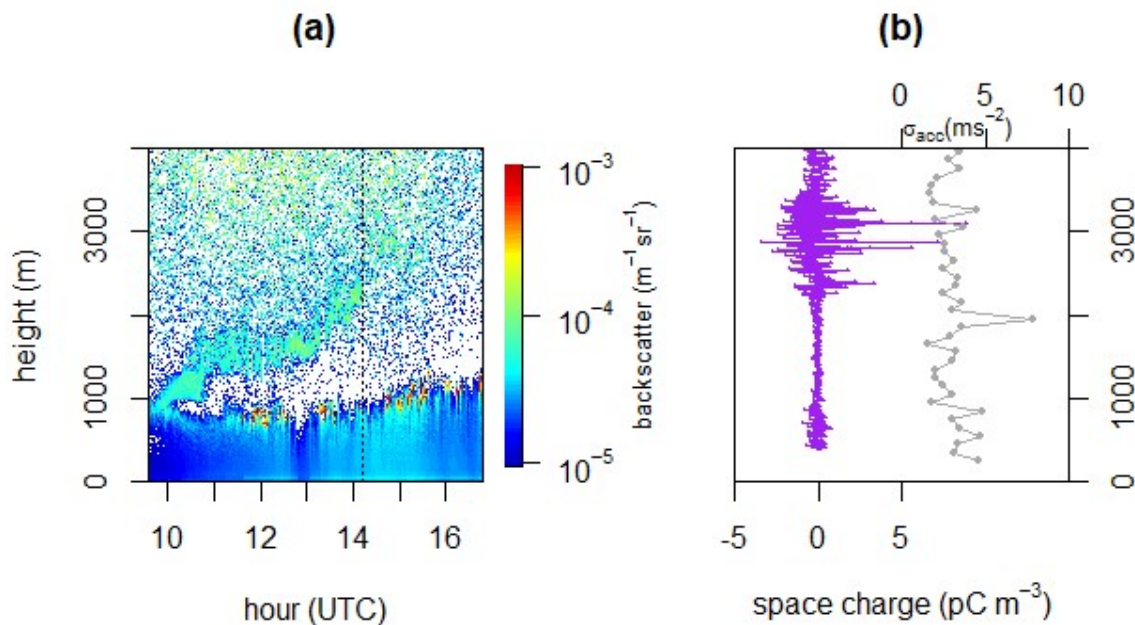 (a)
height (m)
3000
1000
0
10
12
14
16
hour (UTC)
10⁻³
10⁻⁴
10⁻⁵
backscatter (m⁻¹sr⁻¹)
(b)
0
5
10
σacc(ms⁻²)
3000
1000
0
-5
0
5
space charge (pC m⁻³)